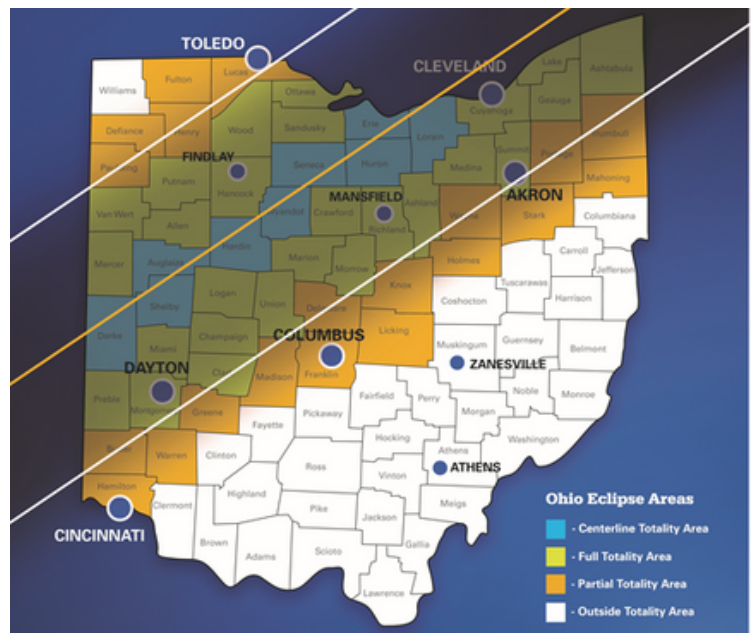 TOLEDO
CLEVELAND
Williams
Fulton
Lucas
Ottawa
Lake
Ashtabula
Geauga
Cuyahoga
Defiance
Henry
Wood
Sandusky
Erie
Lorain
Trumbull
Portage
Summit
Medina
Mahoning
Paulding
FINDLAY
Putnam
Hancock
Seneca
Huron
MANSFIELD
AKRON
Van Wert
Allen
Wyandot
Crawford
Richland
Ashland
Wayne
Stark
Columbiana
Mercer
Auglaize
Hardin
Marion
Morrow
Holmes
Carroll
Jefferson
Tuscarawas
Harrison
Coshocton
Knox
Darke
Shelby
Logan
Union
Delaware
Licking
Miami
Champaign
COLUMBUS
Muskingum
Guernsey
Belmont
ZANESVILLE
DAYTON
Clark
Madison
Franklin
Preble
Montgomery
Greene
Pickaway
Fairfield
Perry
Noble
Monroe
Morgan
Fayette
Butler
Warren
Clinton
Hocking
Athens
Washington
ATHENS
Hamilton
Ross
Vinton
CINCINNATI
Clermont
Highland
Pike
Jackson
Meigs
Brown
Adams
Scioto
Gallia
Lawrence
Ohio Eclipse Areas
- Centerline Totality Area
- Full Totality Area
- Partial Totality Area
- Outside Totality Area